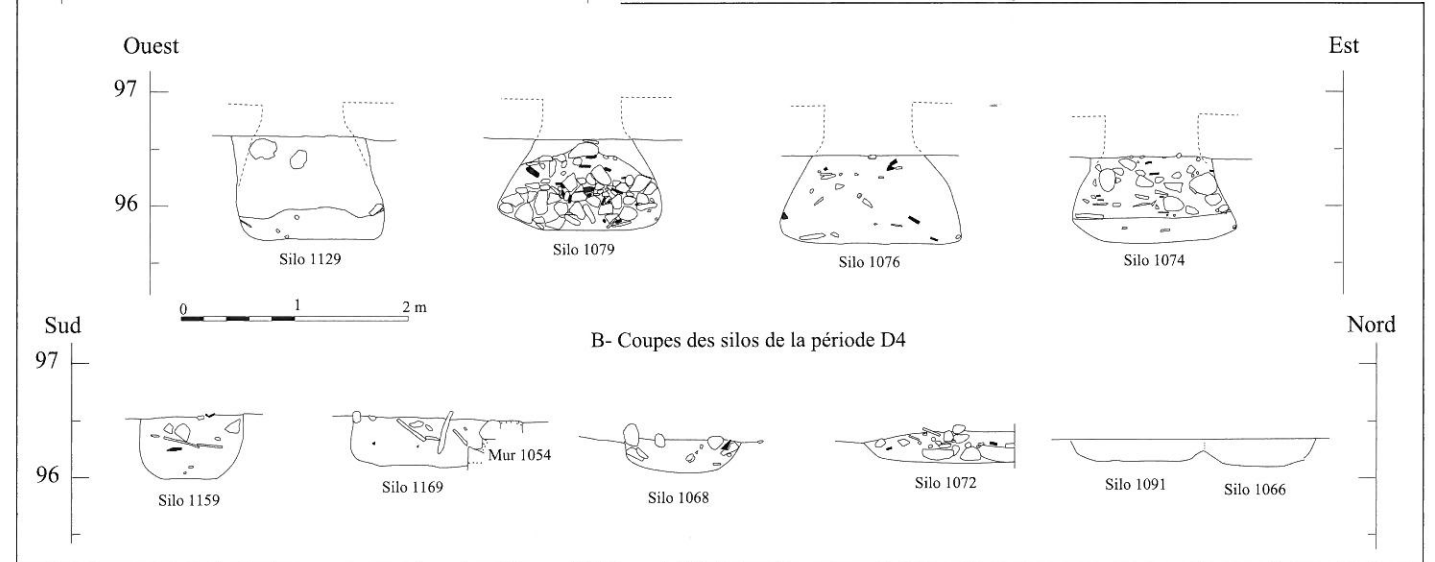 Ouest
Est
97
96
Silo 1129
Silo 1079
Silo 1076
Silo 1074
0 1 2 m
Sud
Nord
B- Coupes des silos de la période D4
97
96
Mur 1054
Silo 1159
Silo 1169
Silo 1068
Silo 1072
Silo 1091
Silo 1066